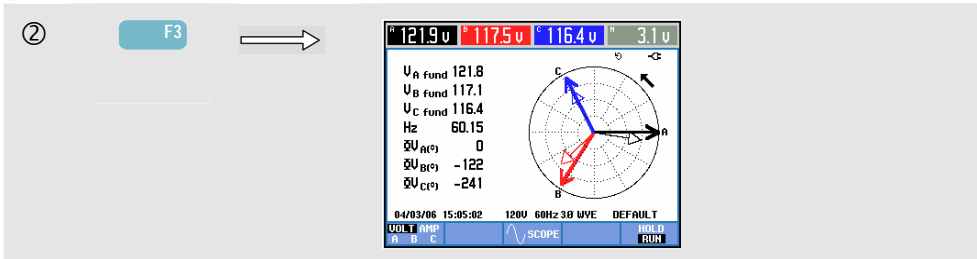 ② F3
A 121.9 V B 117.5 V C 116.4 V N 3.1 V
VA fund 121.8
VB fund 117.1
VC fund 116.4
Hz 60.15
ΦVA(°) 0
ΦVB(°) -122
ΦVC(°) -241
C
A
B
04/03/06 15:05:02 120V 60Hz 3Ø WYE DEFAULT
VOLT AMP SCOPE HOLD
A B C RUN